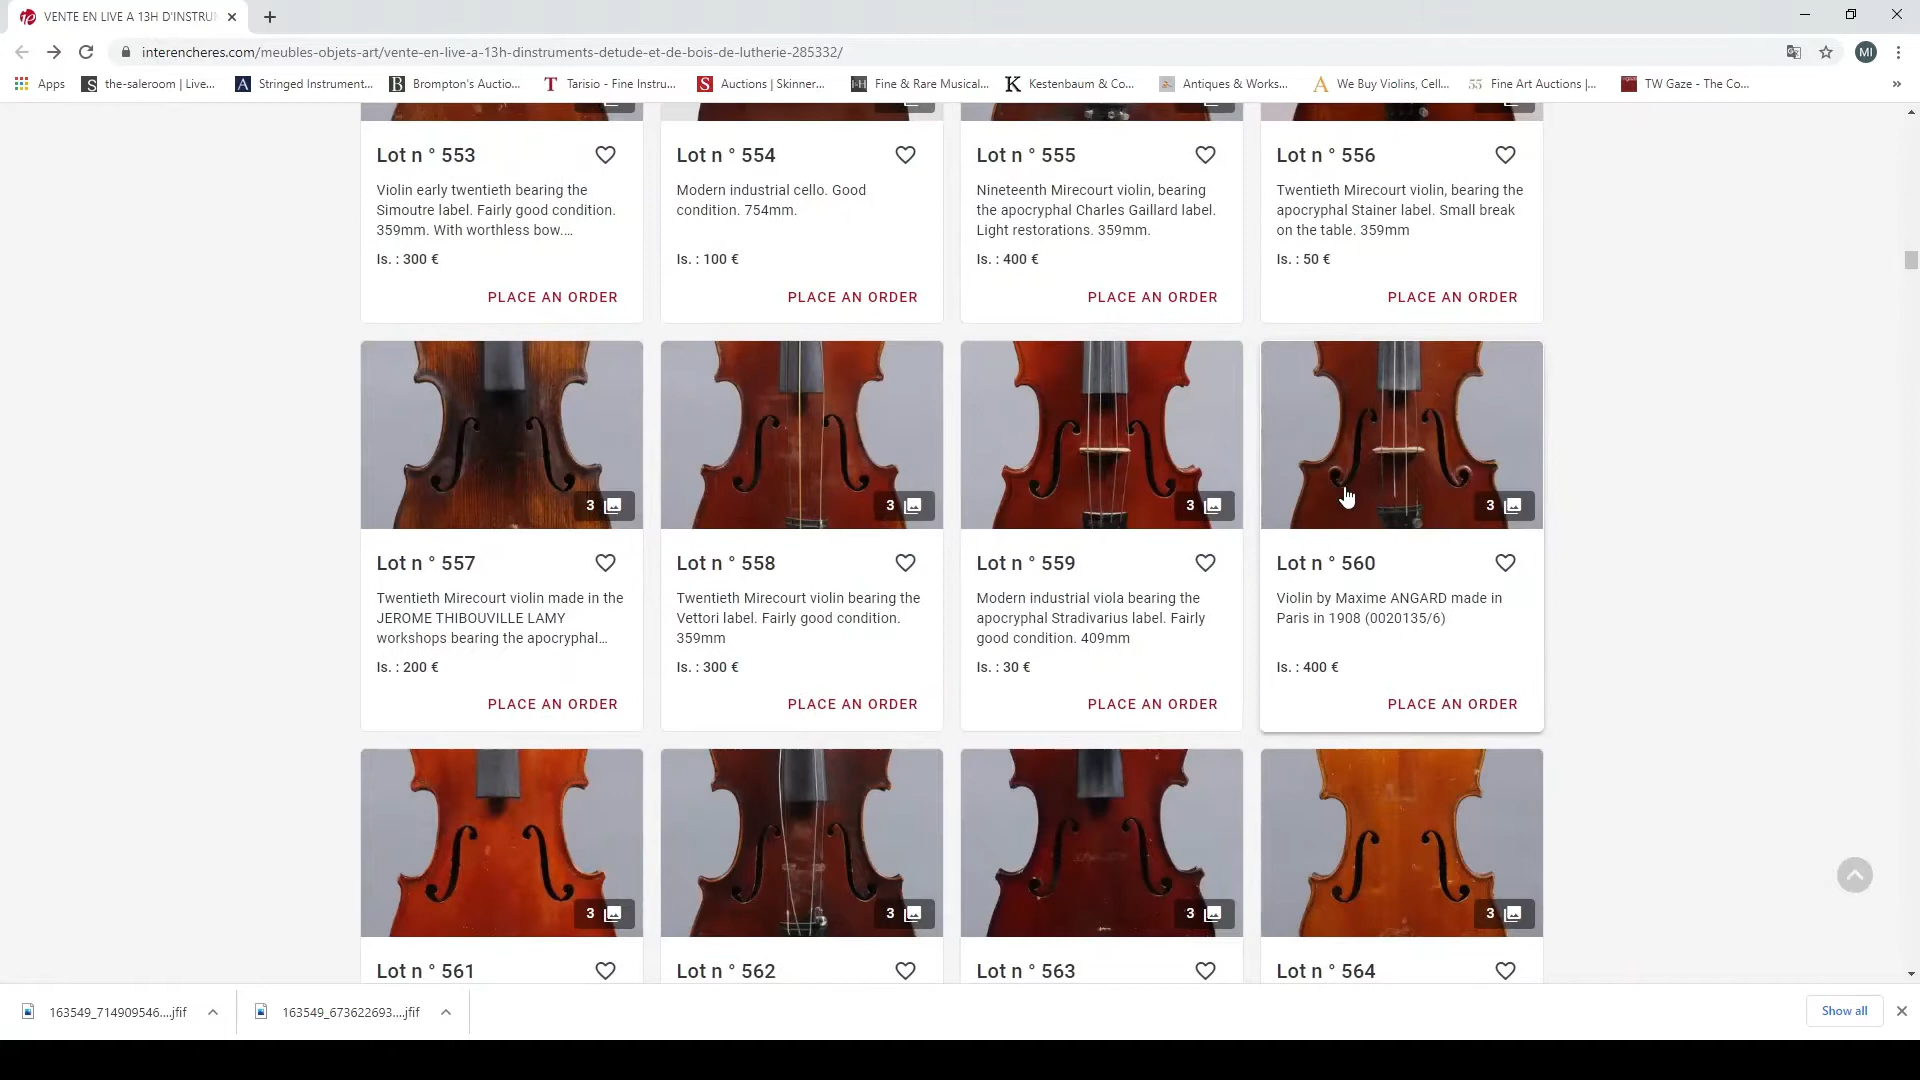 VENTE EN LIVE A 13H D'INSTRU
interencheres.com/meubles-objets-art/vente-en-live-a-13h-dinstruments-detude-et-de-bois-de-lutherie-285332/
MI
Apps the-saleroom | Live... Stringed Instrument... Brompton's Auctio... Tarisio - Fine Instru... Auctions | Skinner... Fine & Rare Musical... Kestenbaum & Co... Antiques & Works... We Buy Violins, Cell... Fine Art Auctions |... TW Gaze - The Co... »
Lot n ° 553
Violin early twentieth bearing the
Simoutre label. Fairly good condition.
359mm. With worthless bow....
Is. : 300 €
PLACE AN ORDER
Lot n ° 554
Modern industrial cello. Good
condition. 754mm.
Is. : 100 €
PLACE AN ORDER
Lot n ° 555
Nineteenth Mirecourt violin, bearing
the apocryphal Charles Gaillard label.
Light restorations. 359mm.
Is. : 400 €
PLACE AN ORDER
Lot n ° 556
Twentieth Mirecourt violin, bearing the
apocryphal Stainer label. Small break
on the table. 359mm
Is. : 50 €
PLACE AN ORDER
3
Lot n ° 557
Twentieth Mirecourt violin made in the
JEROME THIBOUVILLE LAMY
workshops bearing the apocryphal...
Is. : 200 €
PLACE AN ORDER
3
Lot n ° 558
Twentieth Mirecourt violin bearing the
Vettori label. Fairly good condition.
359mm
Is. : 300 €
PLACE AN ORDER
3
Lot n ° 559
Modern industrial viola bearing the
apocryphal Stradivarius label. Fairly
good condition. 409mm
Is. : 30 €
PLACE AN ORDER
3
Lot n ° 560
Violin by Maxime ANGARD made in
Paris in 1908 (0020135/6)
Is. : 400 €
PLACE AN ORDER
3
Lot n ° 561
3
Lot n ° 562
3
Lot n ° 563
3
Lot n ° 564
163549_714909546....jfif
163549_673622693....jfif
Show all